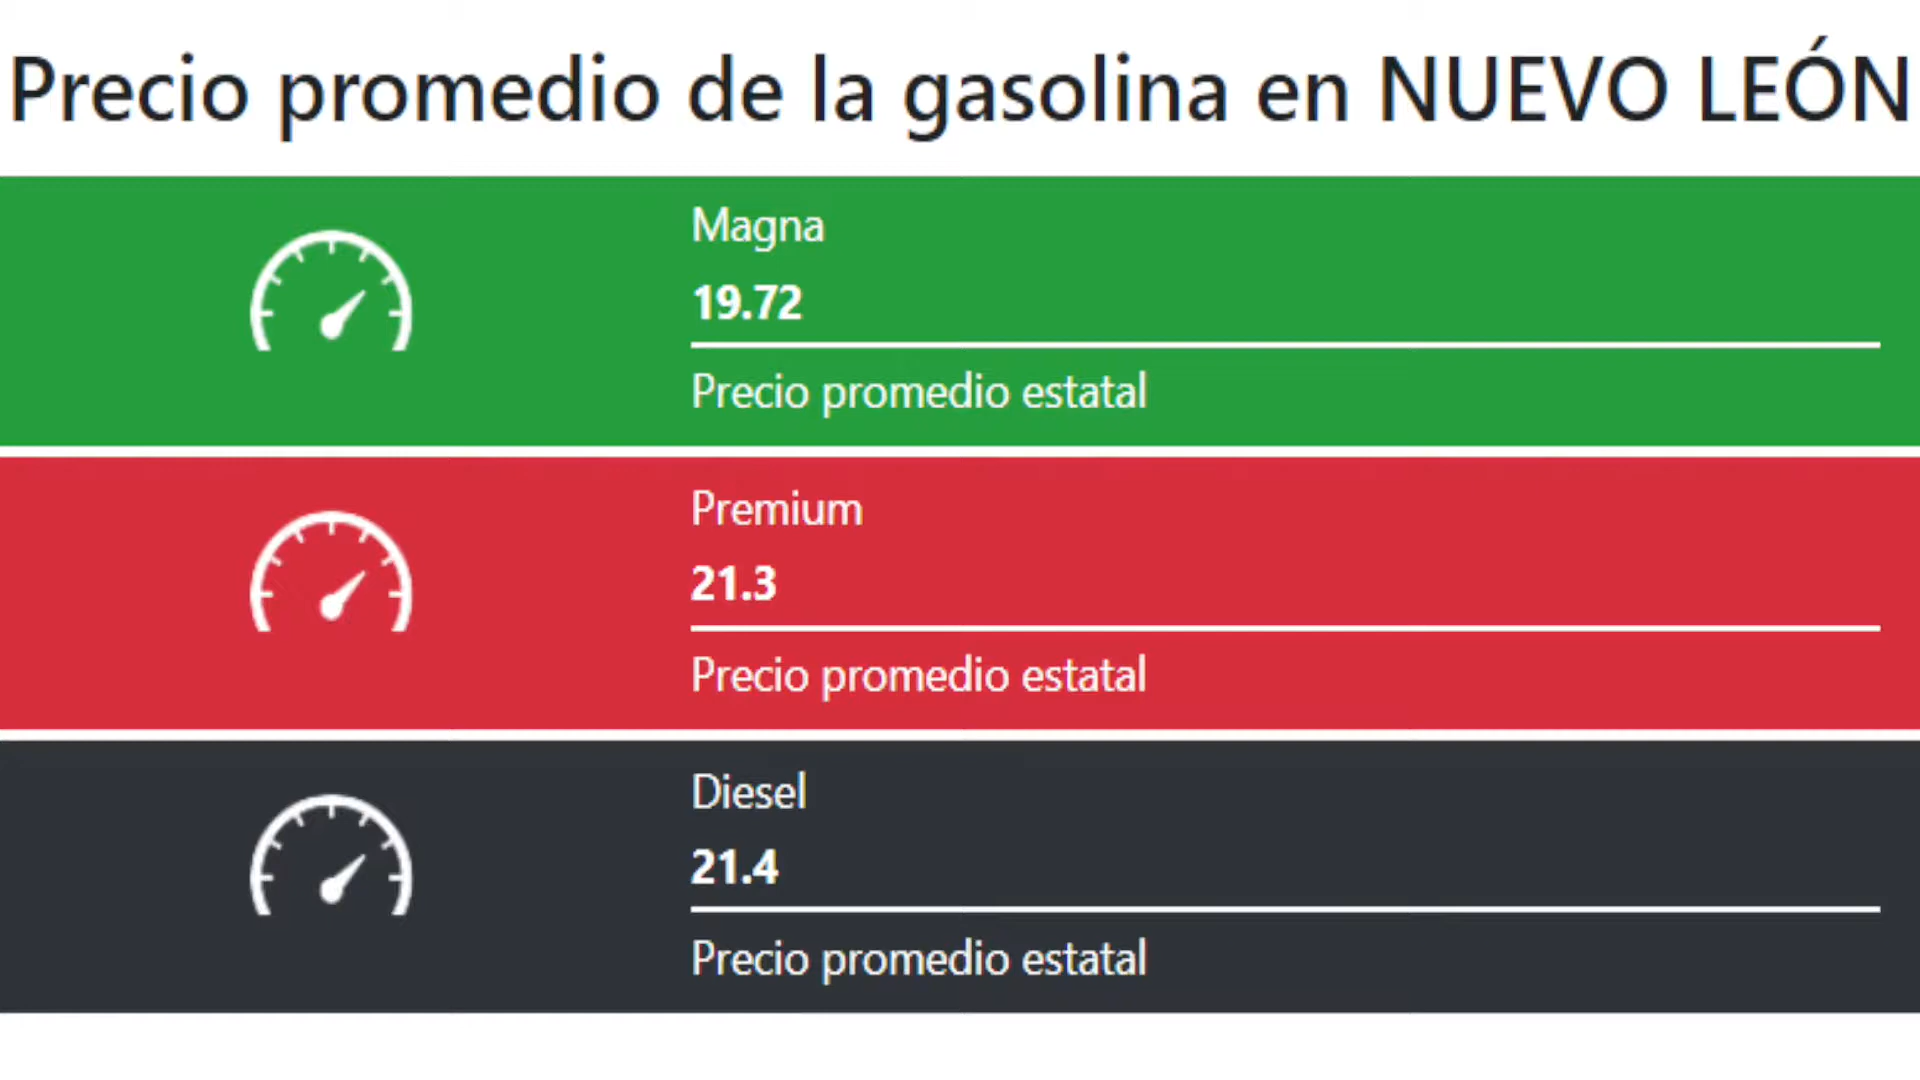 Precio promedio de la gasolina en NUEVO LEÓN
Magna
19.72
Precio promedio estatal
Premium
21.3
Precio promedio estatal
Diesel
21.4
Precio promedio estatal